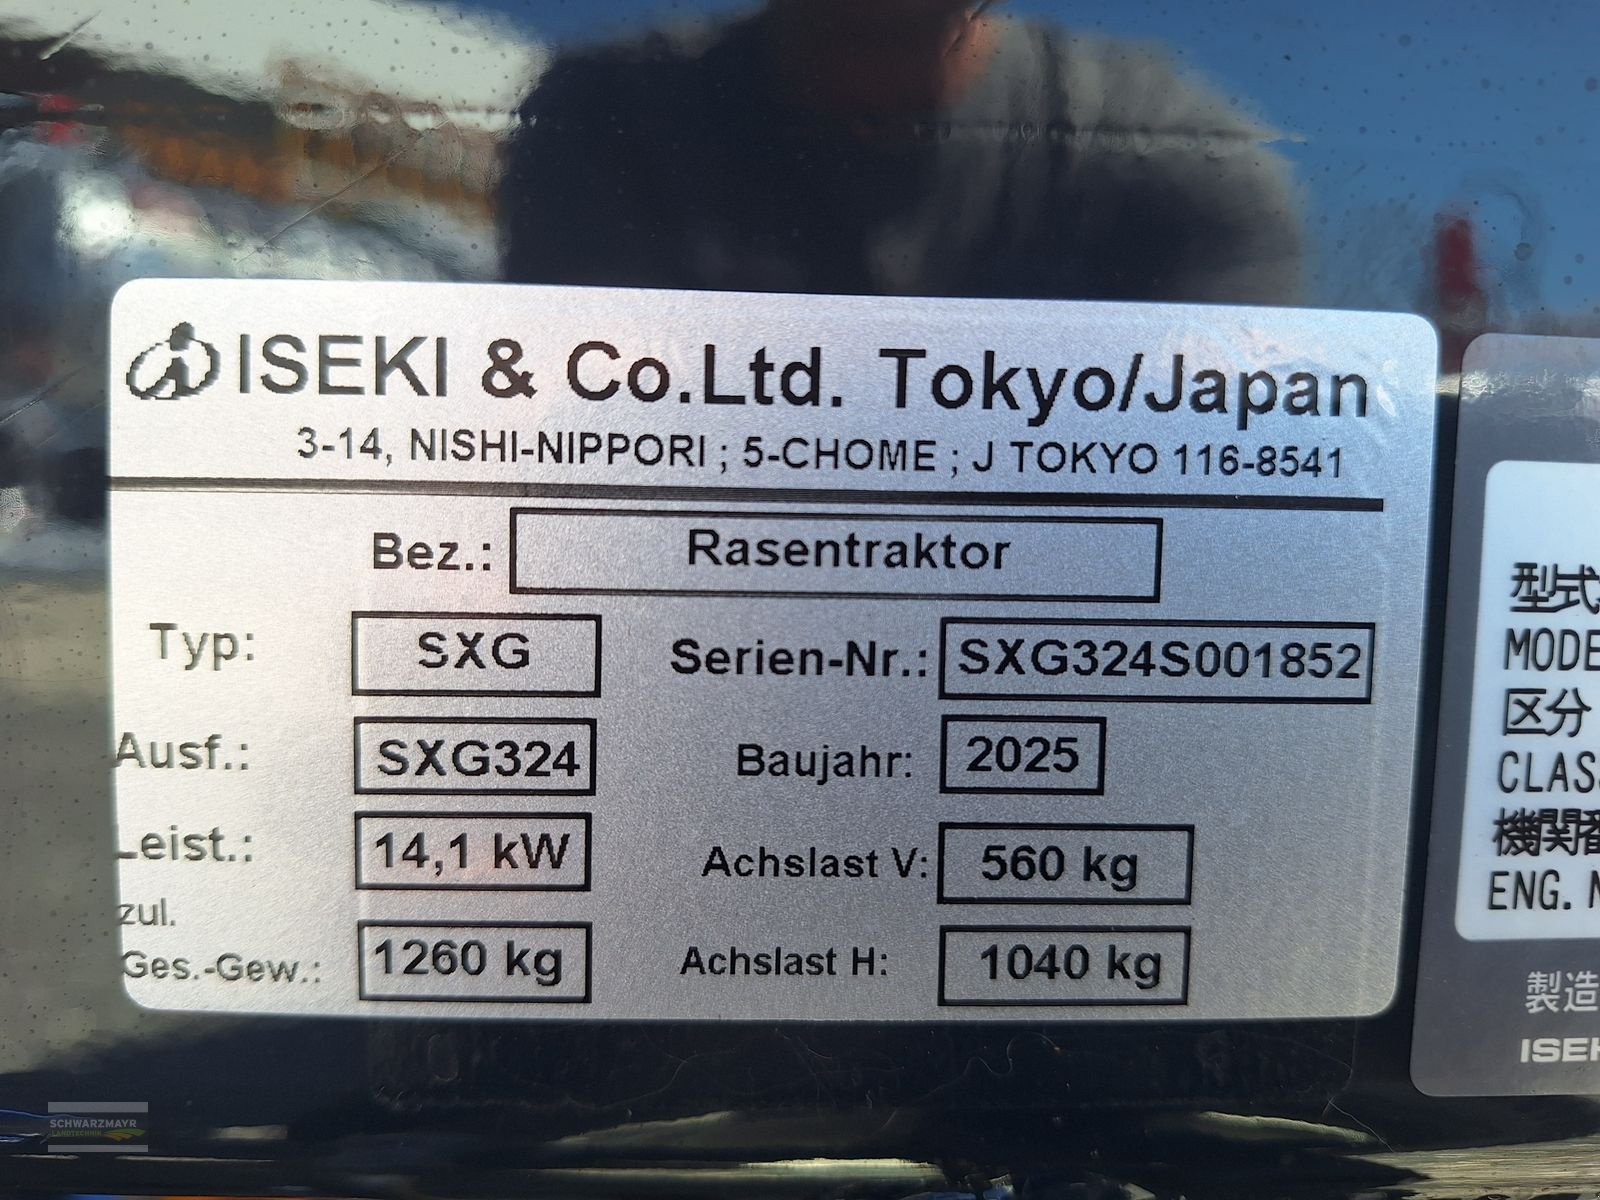 ISEKI & Co.Ltd. Tokyo/Japan
3-14, NISHI-NIPPORI ; 5-CHOME ; J TOKYO 116-8541
Bez.: Rasentraktor
Typ: SXG Serien-Nr.: SXG324S001852
Ausf.: SXG324 Baujahr: 2025
Leist.: 14,1 kW Achslast V: 560 kg
zul.
Ges.-Gew.: 1260 kg Achslast H: 1040 kg
型式
MODE
区分
CLAS
機関番
ENG. N
製造
ISEK
SCHWARZMAYR
LANDTECHNIK